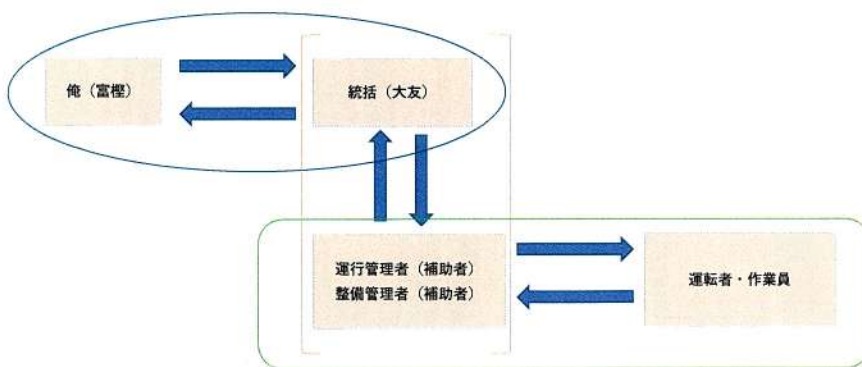 俺（富樫）
統括（大友）
運行管理者（補助者）
整備管理者（補助者）
運転者・作業員